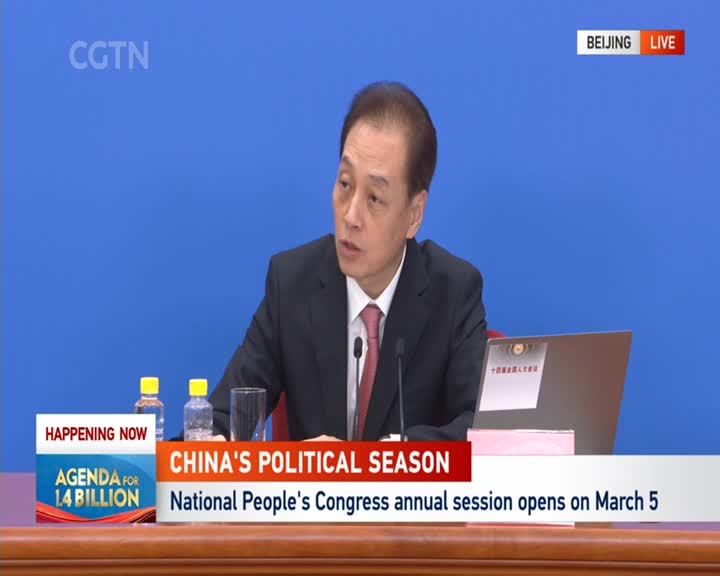 CGTN
BEIJING LIVE
十四届全国人大会议
HAPPENING NOW
AGENDA FOR
1.4 BILLION
CHINA'S POLITICAL SEASON
National People's Congress annual session opens on March 5